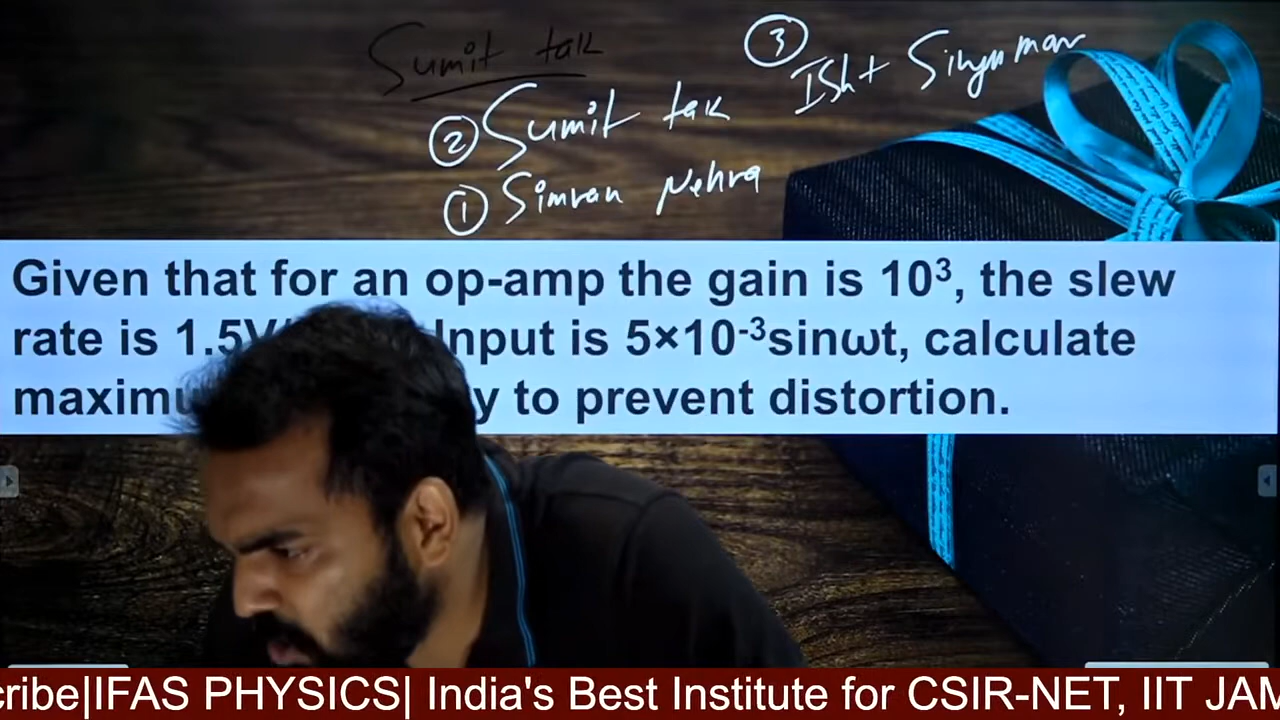 Sumit tak
③
Isht Singnmar
② Sumit tak
① Simran Nehra
Given that for an op-amp the gain is 10³, the slew
rate is 1.5V Input is 5×10⁻³sinωt, calculate
maximu y to prevent distortion.
cribe|IFAS PHYSICS| India's Best Institute for CSIR-NET, IIT JAM